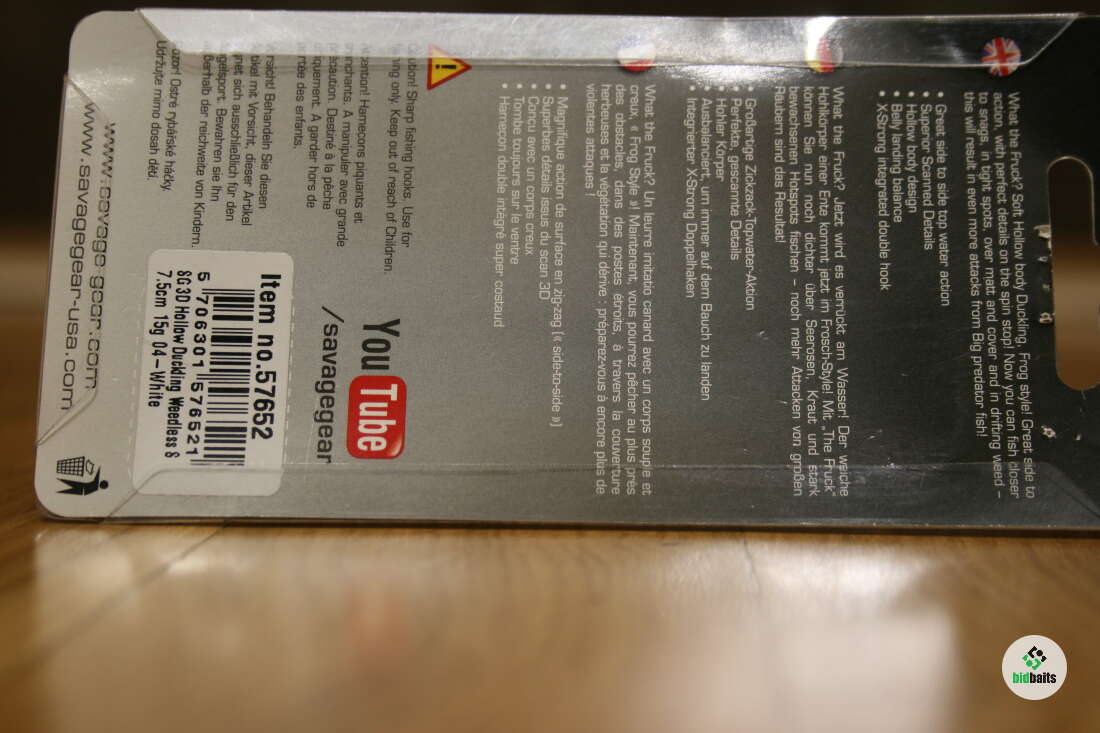 What the Fruck? Soft Hollow body Duckling, Frog style! Great side to
action, with perfect details on the spin stop! Now you can fish closer
to snags, in tight spots, over matt and cover and in drifting weed –
this will result in even more attacks from Big predator fish!
• Great side to side top water action
• Superior Scanned Details
• Hollow body design
• Belly landing balance
• X-Strong integrated double hook
What the Fruck? Jetzt wird es verrückt am Wasser! Der weiche
Hohlkörper einer Ente kommt jetzt im Frosch-Style! Mit „The Fruck“
können Sie nun noch dichter über Seerosen, Kraut und stark
bewachsenen Hotspots fischen – noch mehr Attacken von großen
Räubern sind das Resultat!
• Großartige Zickzack-Topwater-Aktion
• Perfekte, gescannte Details
• Hohler Körper
• Ausbalanciert, um immer auf dem Bauch zu landen
• Integrierter X-Strong Doppelhaken
What the Fruck? Un leurre imitatio canard avec un corps souple et
creux, « Frog Style »! Maintenant, vous pourrez pêcher au plus près
des obstacles, dans des postes étroits, à travers la couverture
herbeuses et la végétation qui dérive : préparez-vous à encore plus de
violentes attaques !
• Magnifique action de surface en zig-zag (« side-to-side »)
• Superbes détails issus du scan 3D
• Conçu avec un corps creux
• Tombe toujours sur le ventre
• Hameçon double intégré super costaud
Caution! Sharp fishing hooks. Use for
fishing only. Keep out of reach of Children.
Attention! Hameçons piquants et
tranchants. A manipuler avec grande
précaution. Destiné à la pêche
uniquement. A garder hors de
portée des enfants.
Vorsicht! Behandeln Sie diesen
Artikel mit Vorsicht, dieser Artikel
eignet sich ausschließlich für den
Angelsport. Bewahren sie ihn
außerhalb der reichweite von Kindern.
Pozor! Ostré rybářské háčky.
Udržujte mimo dosah dětí.
You Tube
/savagegear
Item no.57652
5 706301 576521
SG 3D Hollow Duckling Weedless S
7.5cm 15g 04-White
www.savage-gear.com
www.savagegear-usa.com
bidbaits